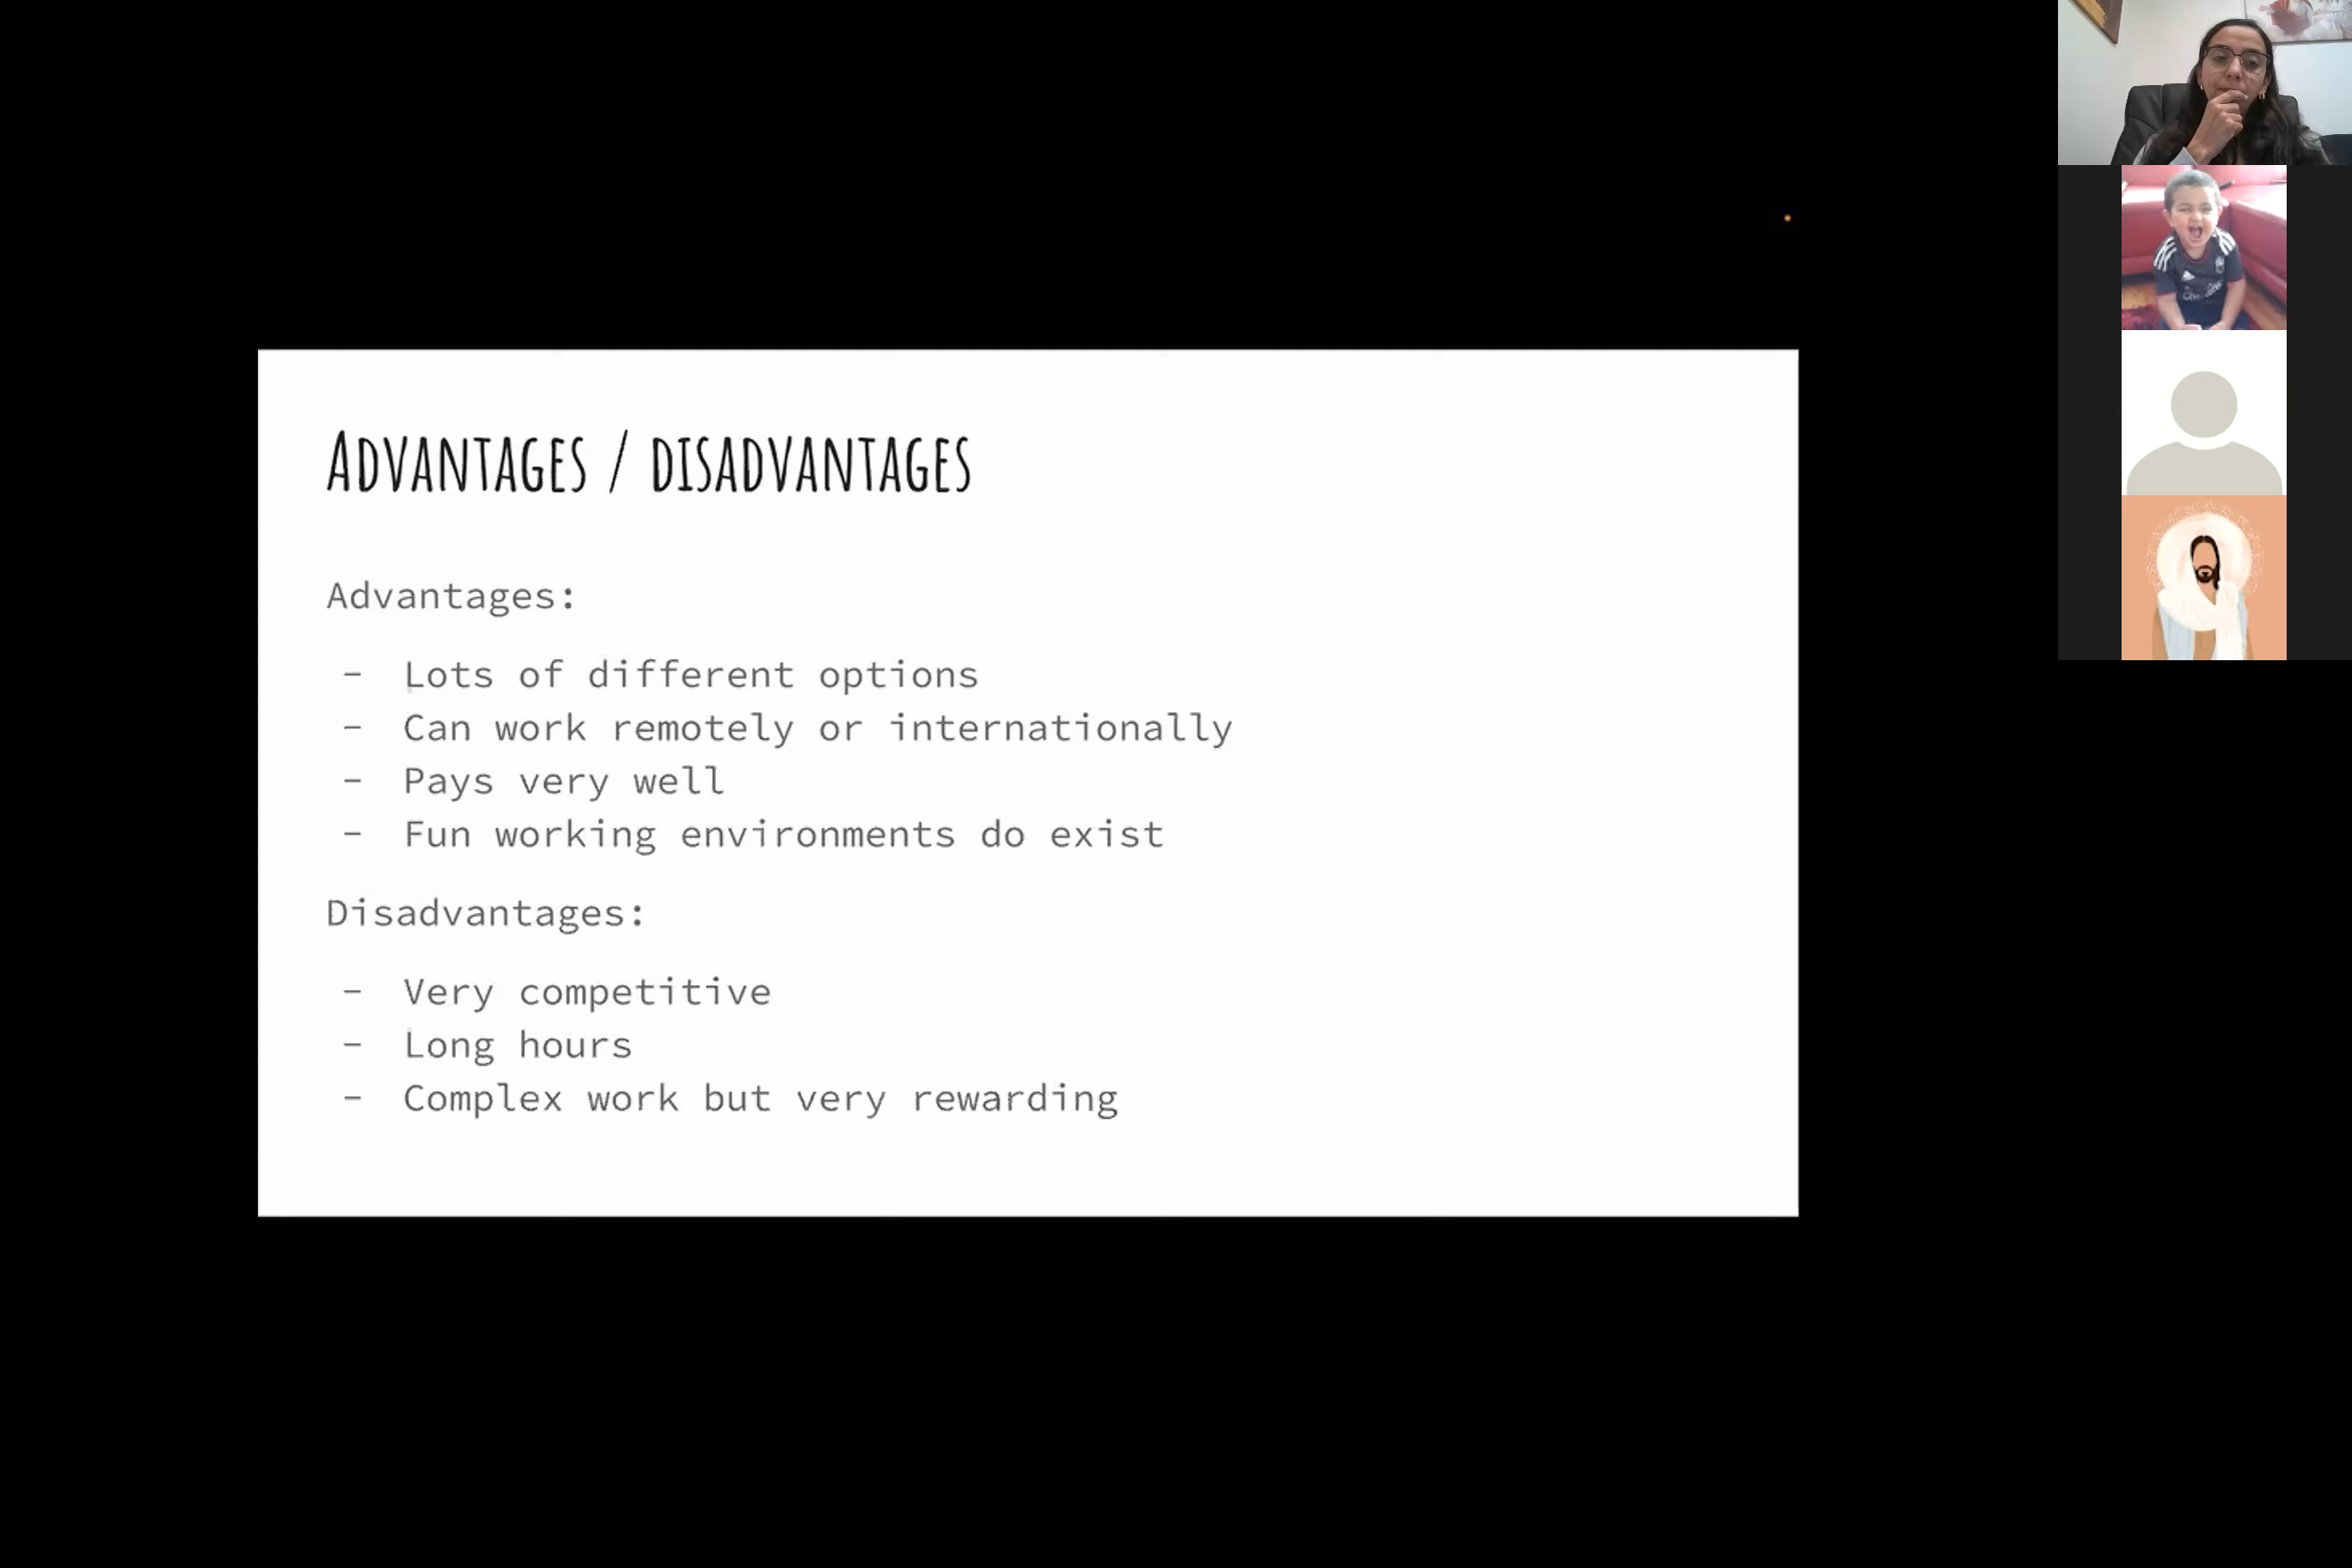 Advantages / disadvantages
Advantages:
- Lots of different options
- Can work remotely or internationally
- Pays very well
- Fun working environments do exist
Disadvantages:
- Very competitive
- Long hours
- Complex work but very rewarding